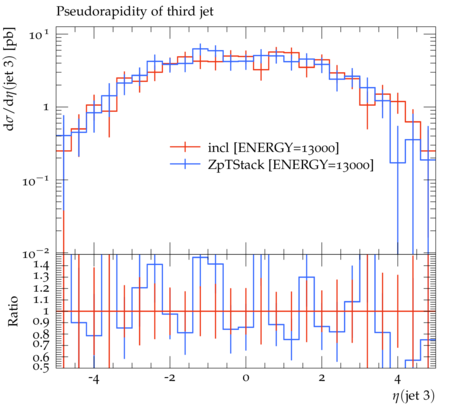 Pseudorapidity of third jet
dσ/dη(jet 3) [pb]
10¹
1
10⁻¹
10⁻²
incl [ENERGY=13000]
ZpTStack [ENERGY=13000]
Ratio
1.4
1.3
1.2
1.1
1
0.9
0.8
0.7
0.6
0.5
-4 -2 0 2 4
η(jet 3)